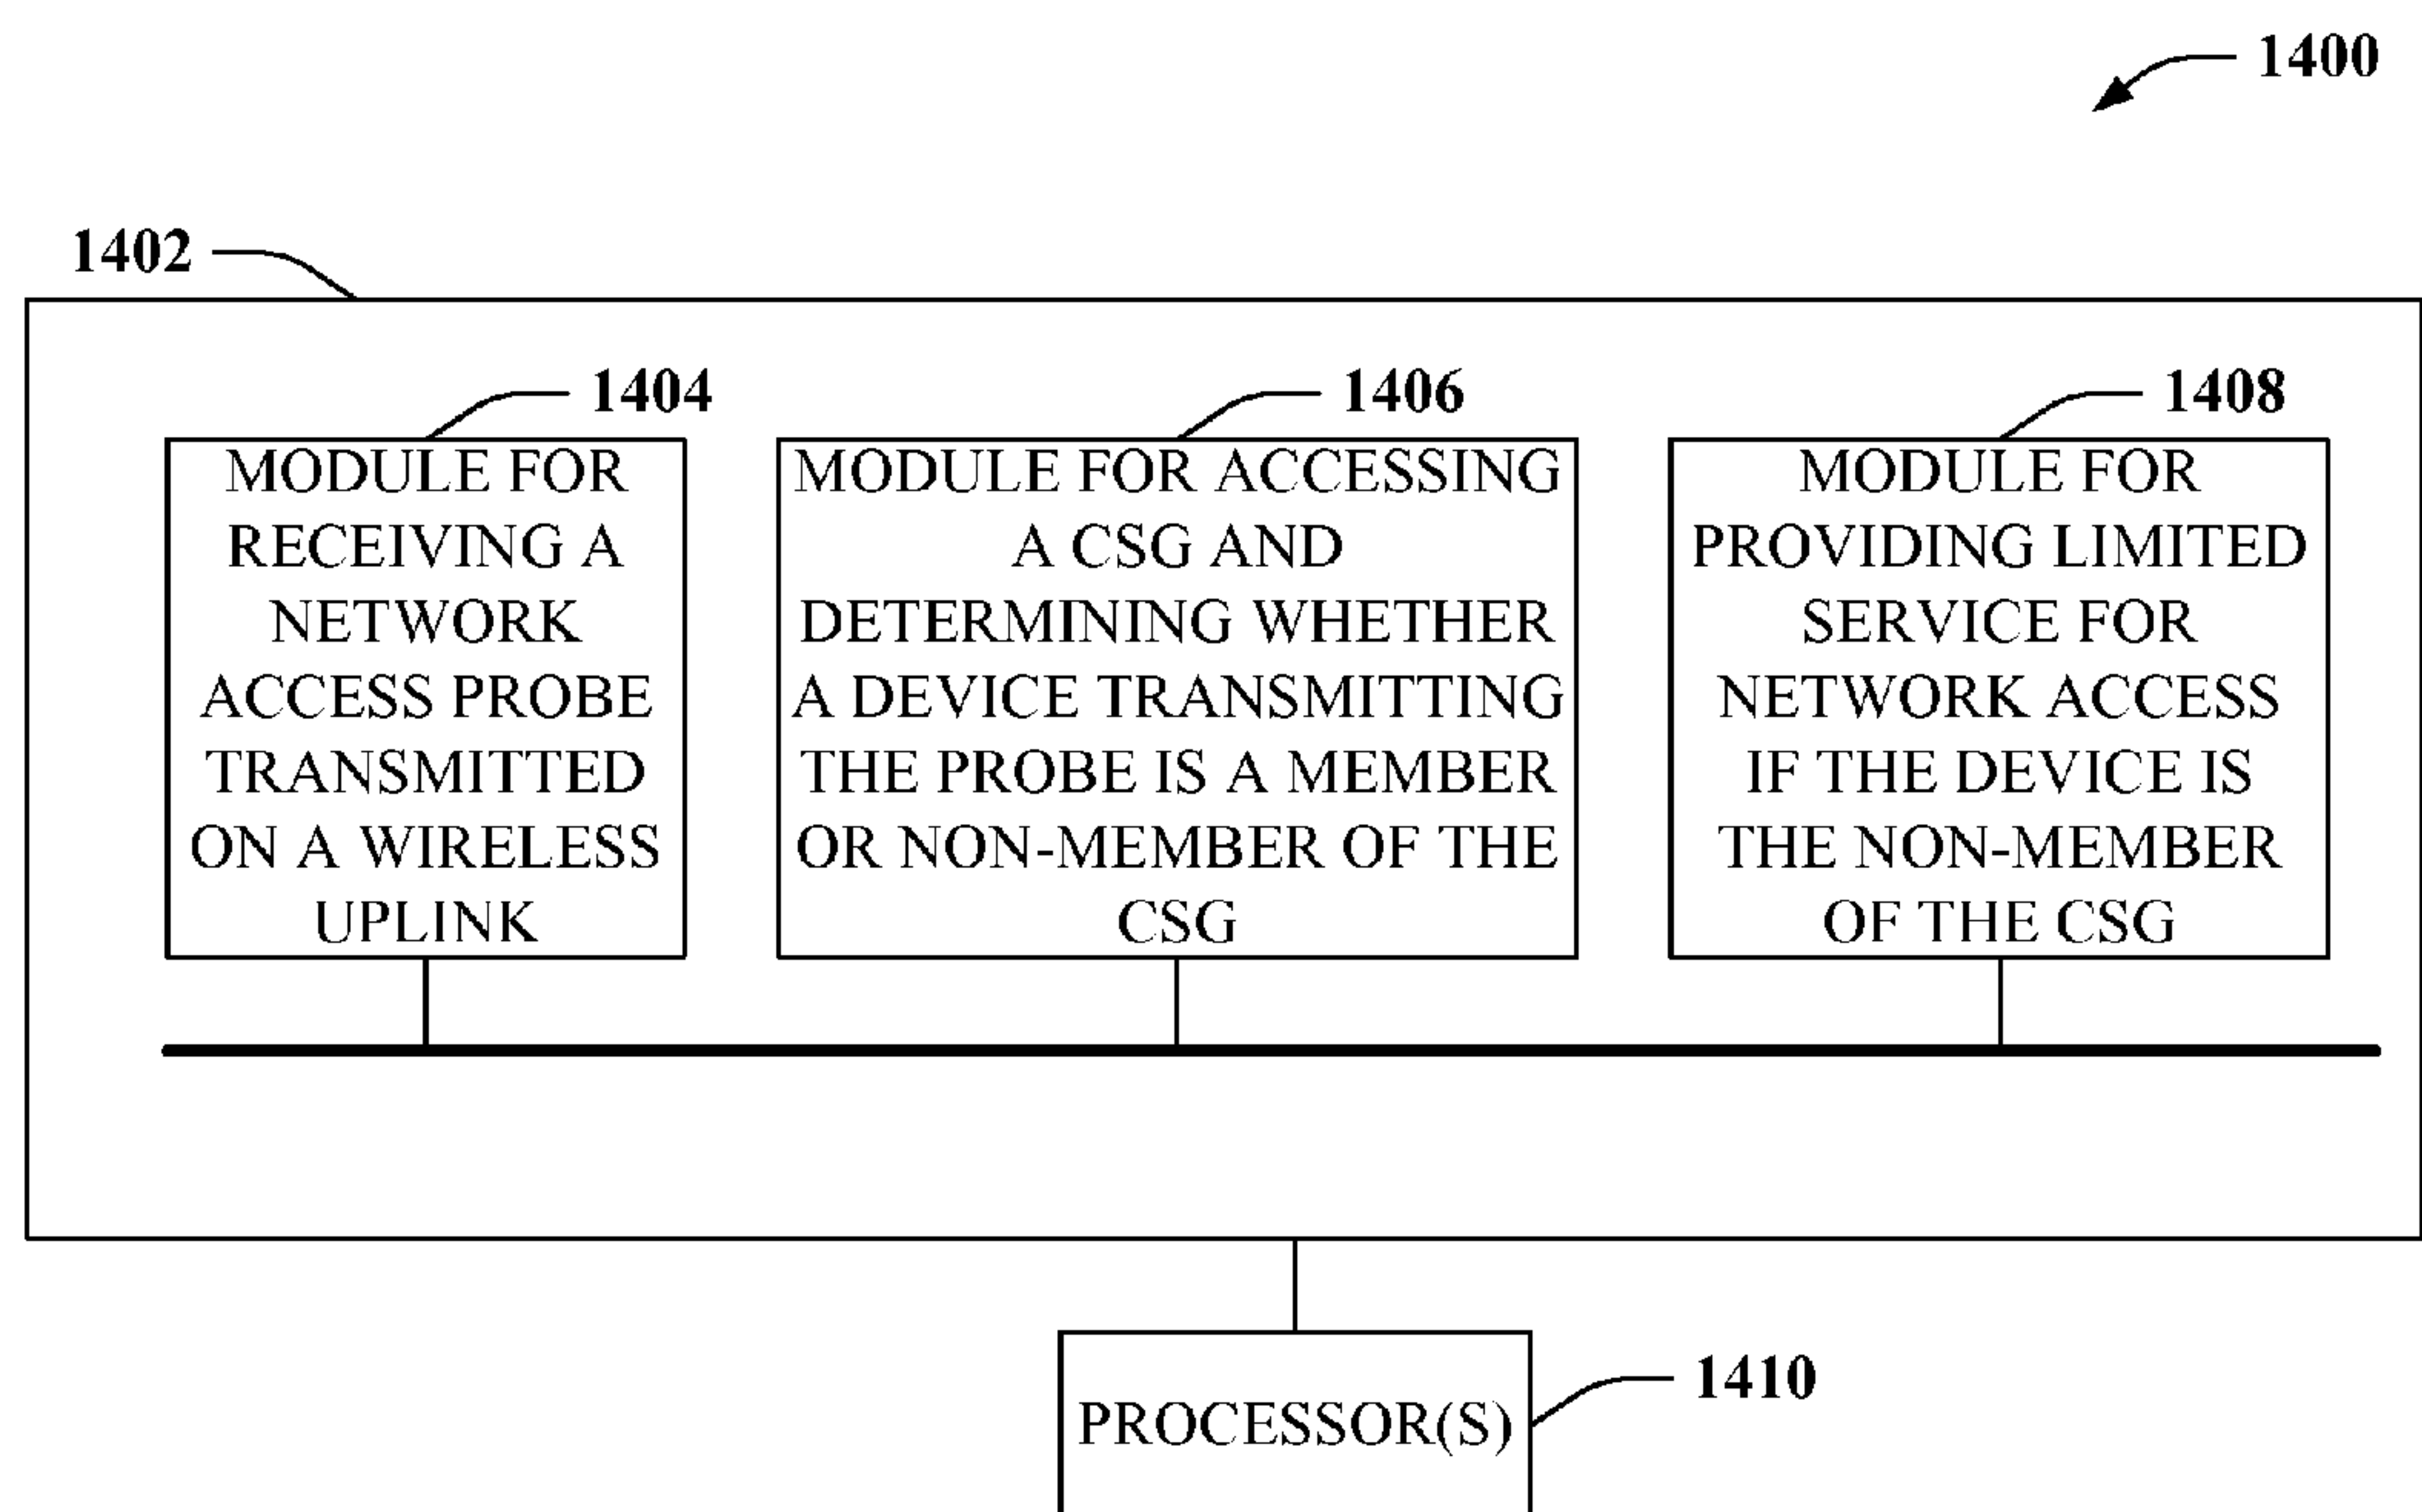 1400
1402
1404
1406
1408
MODULE FOR
RECEIVING A
NETWORK
ACCESS PROBE
TRANSMITTED
ON A WIRELESS
UPLINK
MODULE FOR ACCESSING
A CSG AND
DETERMINING WHETHER
A DEVICE TRANSMITTING
THE PROBE IS A MEMBER
OR NON-MEMBER OF THE
CSG
MODULE FOR
PROVIDING LIMITED
SERVICE FOR
NETWORK ACCESS
IF THE DEVICE IS
THE NON-MEMBER
OF THE CSG
1410
PROCESSOR(S)